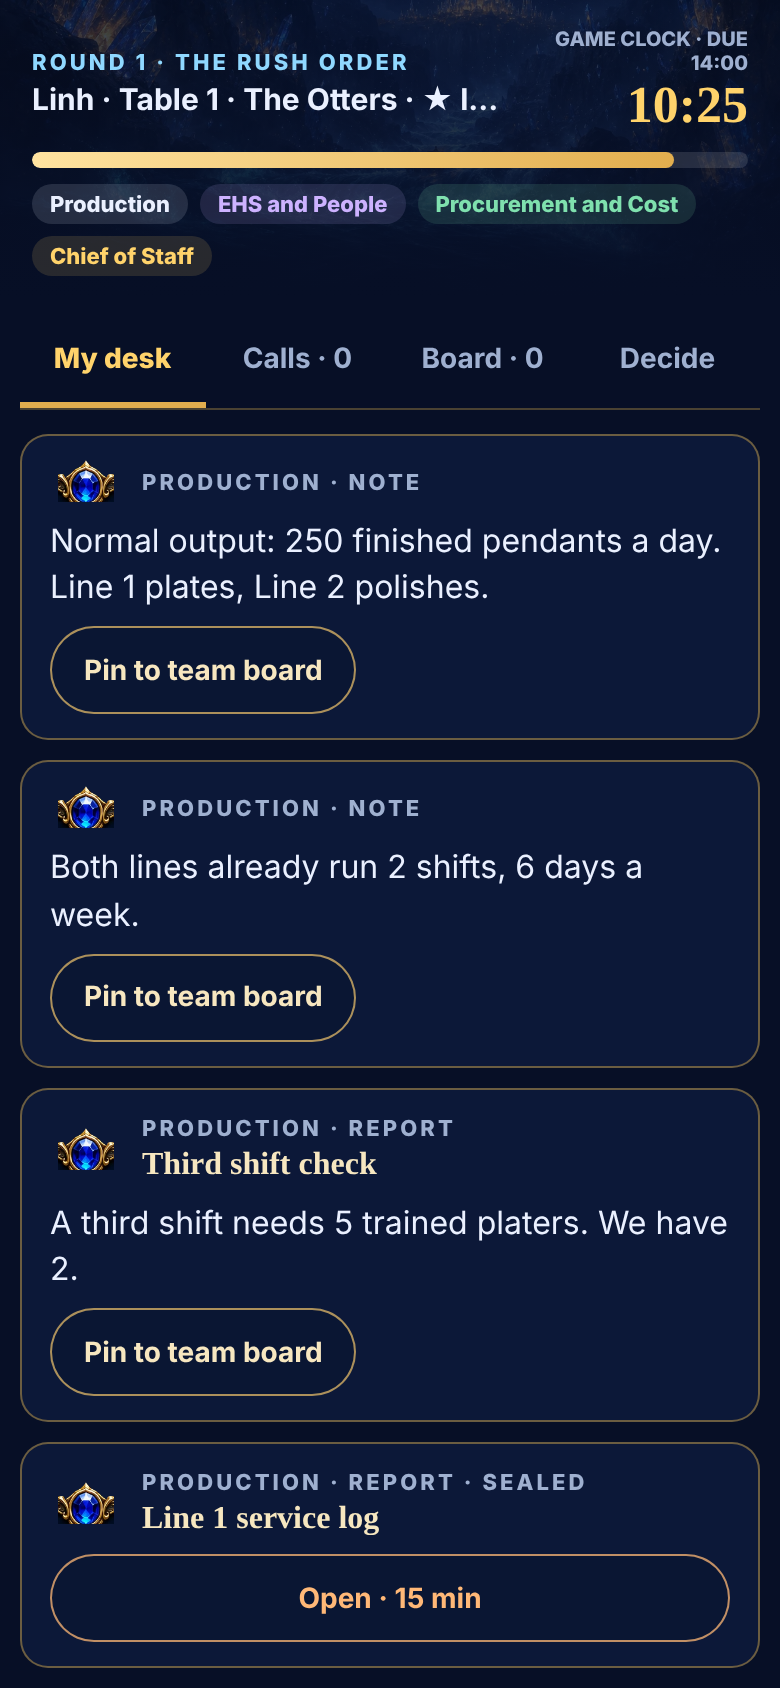 GAME CLOCK · DUE
14:00
ROUND 1 · THE RUSH ORDER
Linh · Table 1 · The Otters · ★ l...
10:25
Production
EHS and People
Procurement and Cost
Chief of Staff
My desk
Calls · 0
Board · 0
Decide
PRODUCTION · NOTE
Normal output: 250 finished pendants a day.
Line 1 plates, Line 2 polishes.
Pin to team board
PRODUCTION · NOTE
Both lines already run 2 shifts, 6 days a
week.
Pin to team board
PRODUCTION · REPORT
Third shift check
A third shift needs 5 trained platers. We have
2.
Pin to team board
PRODUCTION · REPORT · SEALED
Line 1 service log
Open · 15 min